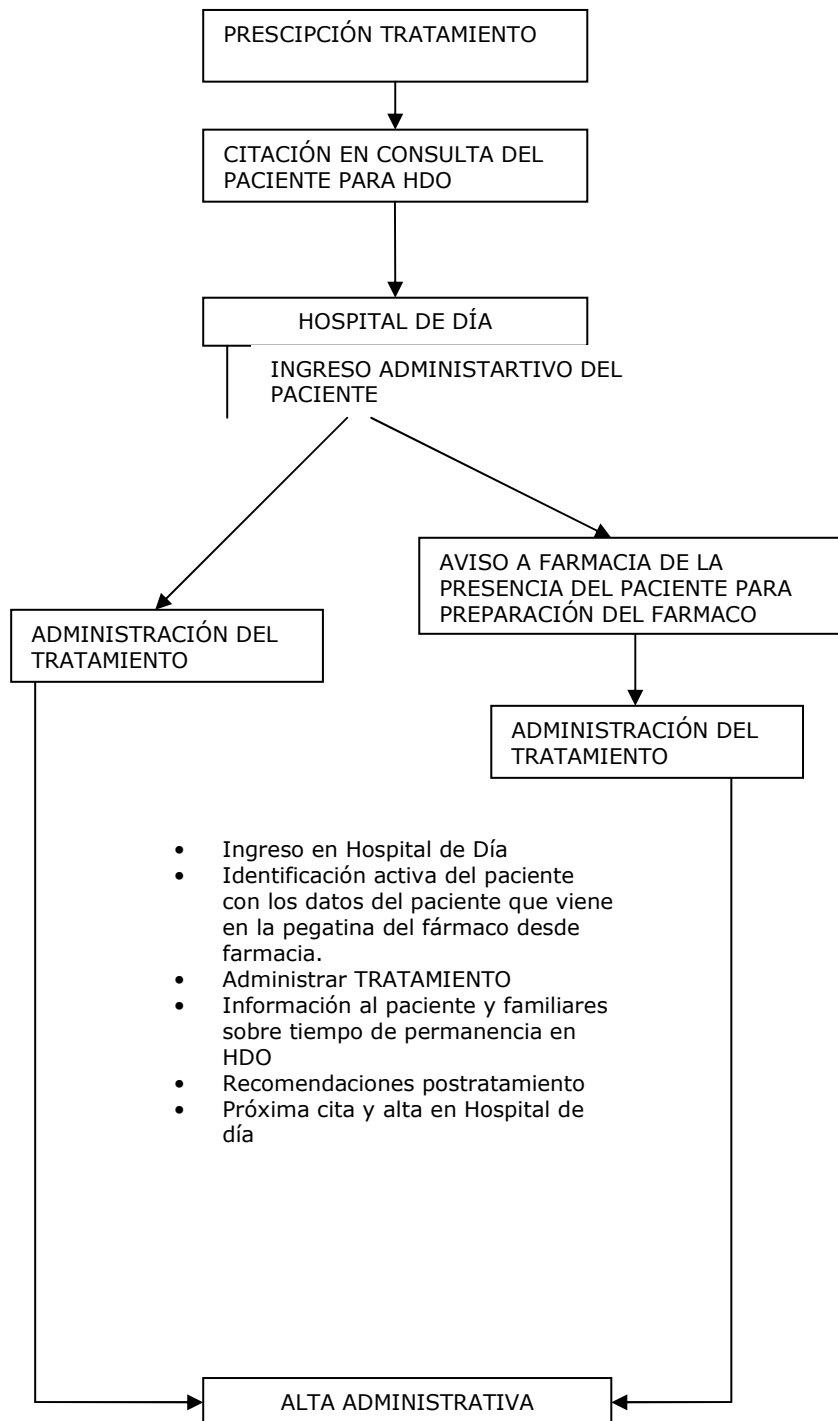 PRESCIPCIÓN TRATAMIENTO
CITACIÓN EN CONSULTA DEL
PACIENTE PARA HDO
HOSPITAL DE DÍA
INGRESO ADMINISTARTIVO DEL
PACIENTE
AVISO A FARMACIA DE LA
PRESENCIA DEL PACIENTE PARA
PREPARACIÓN DEL FARMACO
ADMINISTRACIÓN DEL
TRATAMIENTO
ADMINISTRACIÓN DEL
TRATAMIENTO
• Ingreso en Hospital de Día
• Identificación activa del paciente
con los datos del paciente que viene
en la pegatina del fármaco desde
farmacia.
• Administrar TRATAMIENTO
• Información al paciente y familiares
sobre tiempo de permanencia en
HDO
• Recomendaciones postratamiento
• Próxima cita y alta en Hospital de
día
ALTA ADMINISTRATIVA